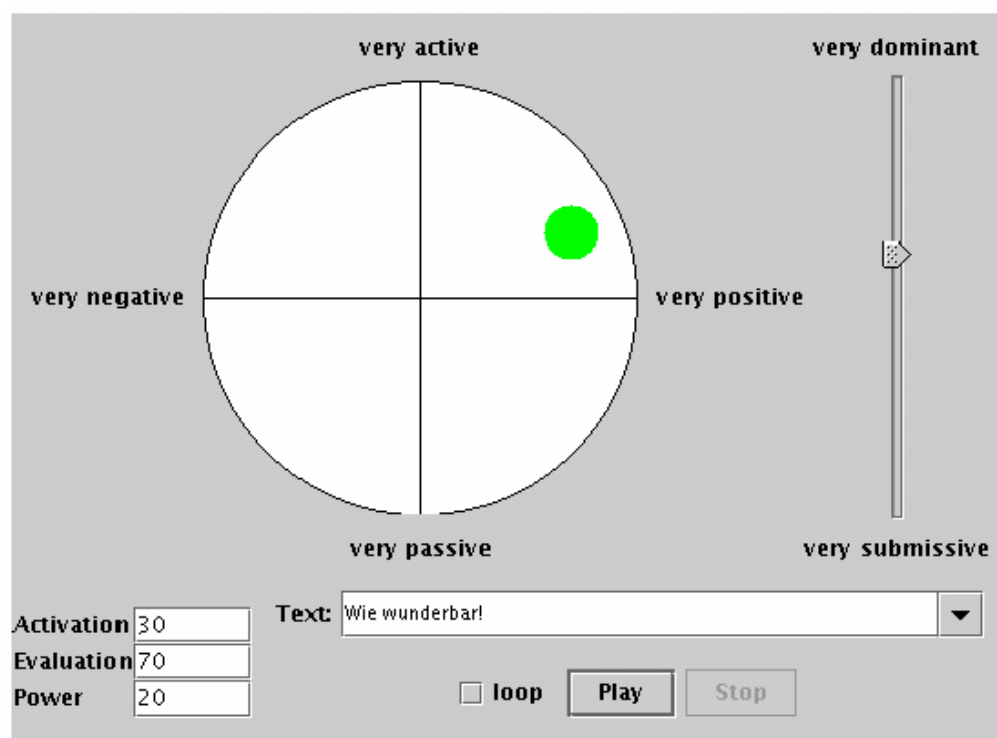 very active
very dominant
very negative
very positive
very passive
very submissive
Text: Wie wunderbar!
Activation 30
Evaluation 70
Power 20
loop Play Stop